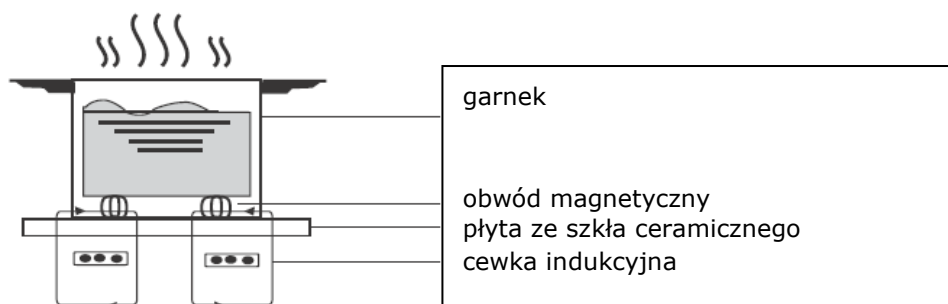 garnek
obwód magnetyczny
płyta ze szkła ceramicznego
cewka indukcyjna